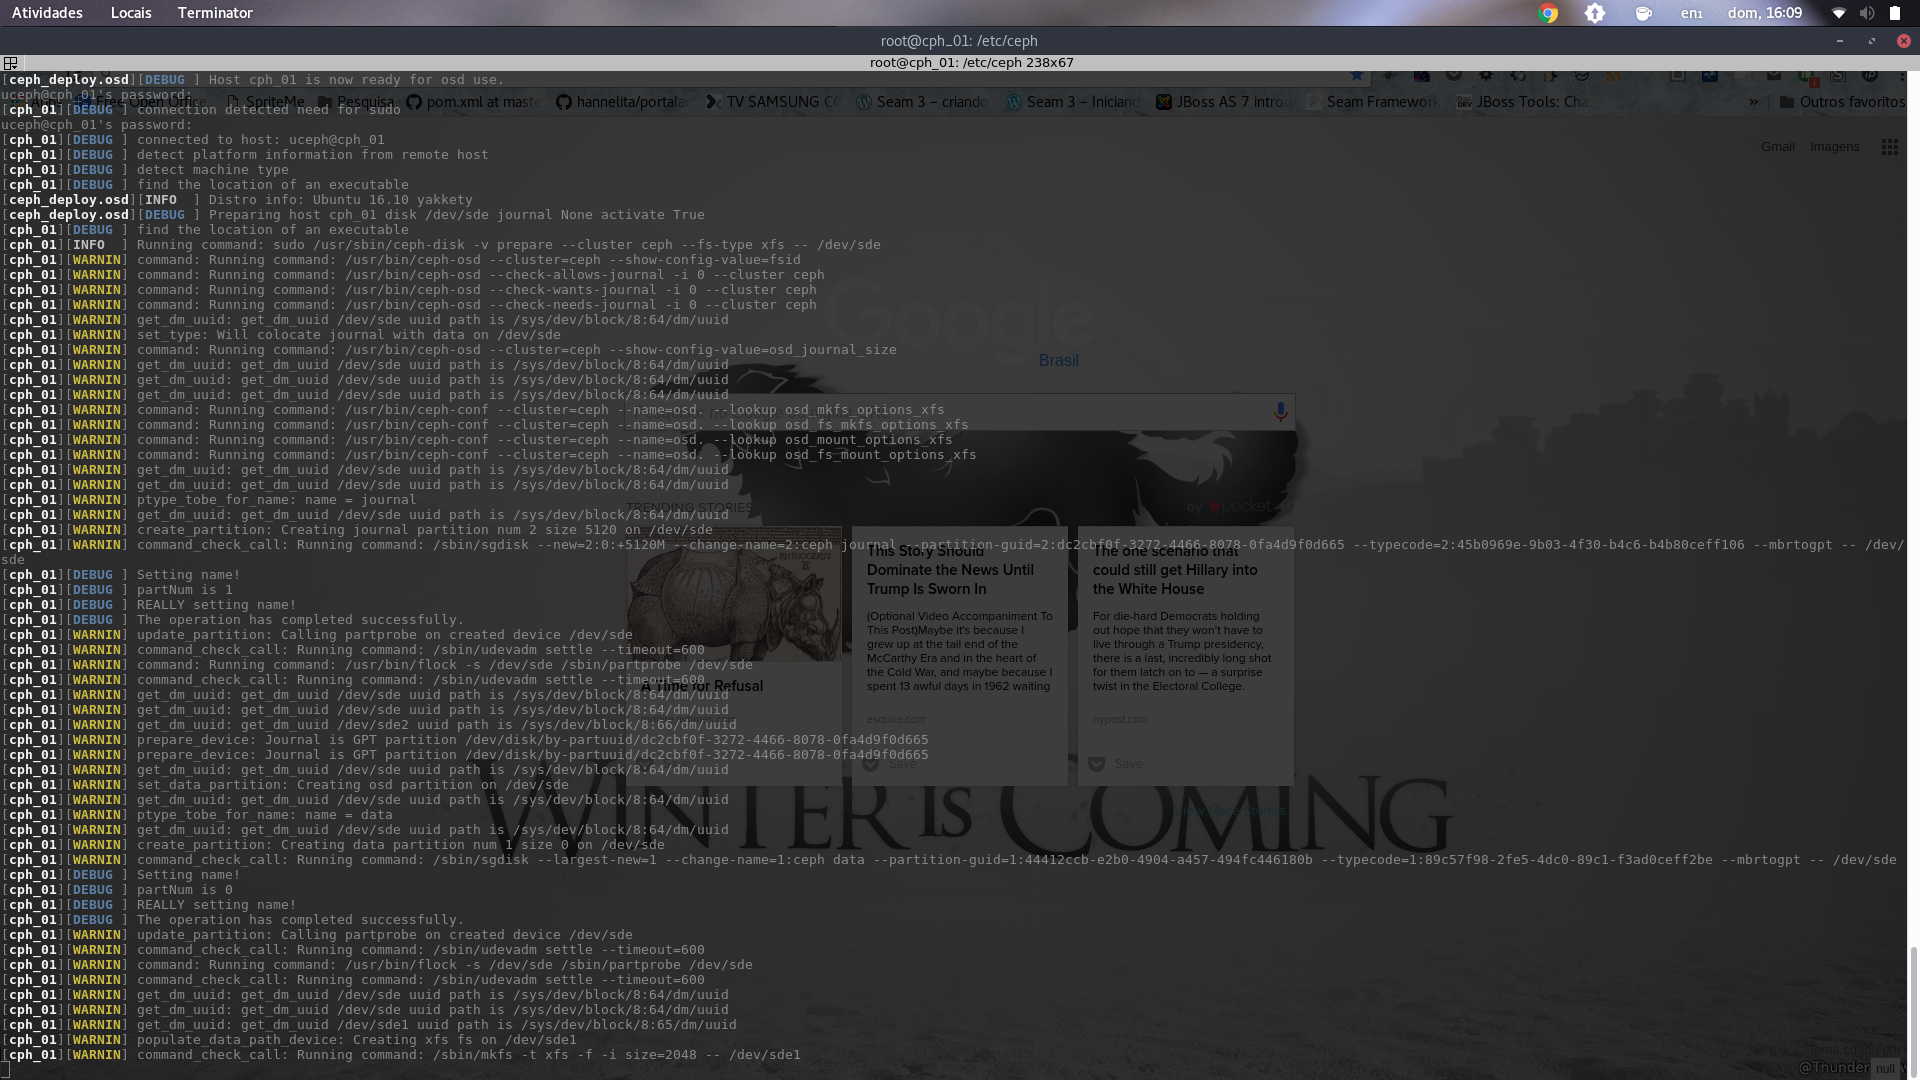 Atividades Locais Terminator en₁ dom, 16:09
root@cph_01: /etc/ceph
root@cph_01: /etc/ceph 238x67
[ceph_deploy.osd][DEBUG ] Host cph_01 is now ready for osd use.
uceph@cph_01's password:
Free Open Office SpriteMe Pesquisa pom.xml at maste hannelita/portalac TV SAMSUNG CO Seam 3 – criando Seam 3 – Iniciand JBoss AS 7 introd Seam Framework JBoss Tools: Cha » Outros favoritos
[cph_01][DEBUG ] connection detected need for sudo
uceph@cph_01's password:
[cph_01][DEBUG ] connected to host: uceph@cph_01
Gmail Imagens
[cph_01][DEBUG ] detect platform information from remote host
[cph_01][DEBUG ] detect machine type
[cph_01][DEBUG ] find the location of an executable
[ceph_deploy.osd][INFO  ] Distro info: Ubuntu 16.10 yakkety
[ceph_deploy.osd][DEBUG ] Preparing host cph_01 disk /dev/sde journal None activate True
[cph_01][DEBUG ] find the location of an executable
[cph_01][INFO  ] Running command: sudo /usr/sbin/ceph-disk -v prepare --cluster ceph --fs-type xfs -- /dev/sde
[cph_01][WARNIN] command: Running command: /usr/bin/ceph-osd --cluster=ceph --show-config-value=fsid
[cph_01][WARNIN] command: Running command: /usr/bin/ceph-osd --check-allows-journal -i 0 --cluster ceph
[cph_01][WARNIN] command: Running command: /usr/bin/ceph-osd --check-wants-journal -i 0 --cluster ceph
[cph_01][WARNIN] command: Running command: /usr/bin/ceph-osd --check-needs-journal -i 0 --cluster ceph
Google
[cph_01][WARNIN] get_dm_uuid: get_dm_uuid /dev/sde uuid path is /sys/dev/block/8:64/dm/uuid
[cph_01][WARNIN] set_type: Will colocate journal with data on /dev/sde
[cph_01][WARNIN] command: Running command: /usr/bin/ceph-osd --cluster=ceph --show-config-value=osd_journal_size
Brasil
[cph_01][WARNIN] get_dm_uuid: get_dm_uuid /dev/sde uuid path is /sys/dev/block/8:64/dm/uuid
[cph_01][WARNIN] get_dm_uuid: get_dm_uuid /dev/sde uuid path is /sys/dev/block/8:64/dm/uuid
[cph_01][WARNIN] get_dm_uuid: get_dm_uuid /dev/sde uuid path is /sys/dev/block/8:64/dm/uuid
[cph_01][WARNIN] command: Running command: /usr/bin/ceph-conf --cluster=ceph --name=osd. --lookup osd_mkfs_options_xfs
[cph_01][WARNIN] command: Running command: /usr/bin/ceph-conf --cluster=ceph --name=osd. --lookup osd_fs_mkfs_options_xfs
[cph_01][WARNIN] command: Running command: /usr/bin/ceph-conf --cluster=ceph --name=osd. --lookup osd_mount_options_xfs
[cph_01][WARNIN] command: Running command: /usr/bin/ceph-conf --cluster=ceph --name=osd. --lookup osd_fs_mount_options_xfs
[cph_01][WARNIN] get_dm_uuid: get_dm_uuid /dev/sde uuid path is /sys/dev/block/8:64/dm/uuid
[cph_01][WARNIN] get_dm_uuid: get_dm_uuid /dev/sde uuid path is /sys/dev/block/8:64/dm/uuid
[cph_01][WARNIN] ptype_tobe_for_name: name = journal
TRENDING STORIES by pocket
[cph_01][WARNIN] get_dm_uuid: get_dm_uuid /dev/sde uuid path is /sys/dev/block/8:64/dm/uuid
[cph_01][WARNIN] create_partition: Creating journal partition num 2 size 5120 on /dev/sde
[cph_01][WARNIN] command_check_call: Running command: /sbin/sgdisk --new=2:0:+5120M --change-name=2:ceph journal --partition-guid=2:dc2cbf0f-3272-4466-8078-0fa4d9f0d665 --typecode=2:45b0969e-9b03-4f30-b4c6-b4b80ceff106 --mbrtogpt -- /dev/
sde
[cph_01][DEBUG ] Setting name!
[cph_01][DEBUG ] partNum is 1
[cph_01][DEBUG ] REALLY setting name!
[cph_01][DEBUG ] The operation has completed successfully.
[cph_01][WARNIN] update_partition: Calling partprobe on created device /dev/sde
[cph_01][WARNIN] command_check_call: Running command: /sbin/udevadm settle --timeout=600
[cph_01][WARNIN] command: Running command: /usr/bin/flock -s /dev/sde /sbin/partprobe /dev/sde
[cph_01][WARNIN] command_check_call: Running command: /sbin/udevadm settle --timeout=600
[cph_01][WARNIN] get_dm_uuid: get_dm_uuid /dev/sde uuid path is /sys/dev/block/8:64/dm/uuid
[cph_01][WARNIN] get_dm_uuid: get_dm_uuid /dev/sde uuid path is /sys/dev/block/8:64/dm/uuid
[cph_01][WARNIN] get_dm_uuid: get_dm_uuid /dev/sde2 uuid path is /sys/dev/block/8:66/dm/uuid
[cph_01][WARNIN] prepare_device: Journal is GPT partition /dev/disk/by-partuuid/dc2cbf0f-3272-4466-8078-0fa4d9f0d665
[cph_01][WARNIN] prepare_device: Journal is GPT partition /dev/disk/by-partuuid/dc2cbf0f-3272-4466-8078-0fa4d9f0d665
[cph_01][WARNIN] get_dm_uuid: get_dm_uuid /dev/sde uuid path is /sys/dev/block/8:64/dm/uuid
[cph_01][WARNIN] set_data_partition: Creating osd partition on /dev/sde
[cph_01][WARNIN] get_dm_uuid: get_dm_uuid /dev/sde uuid path is /sys/dev/block/8:64/dm/uuid
[cph_01][WARNIN] ptype_tobe_for_name: name = data
[cph_01][WARNIN] get_dm_uuid: get_dm_uuid /dev/sde uuid path is /sys/dev/block/8:64/dm/uuid
[cph_01][WARNIN] create_partition: Creating data partition num 1 size 0 on /dev/sde
[cph_01][WARNIN] command_check_call: Running command: /sbin/sgdisk --largest-new=1 --change-name=1:ceph data --partition-guid=1:44412ccb-e2b0-4904-a457-494fc446180b --typecode=1:89c57f98-2fe5-4dc0-89c1-f3ad0ceff2be --mbrtogpt -- /dev/sde
[cph_01][DEBUG ] Setting name!
[cph_01][DEBUG ] partNum is 0
[cph_01][DEBUG ] REALLY setting name!
[cph_01][DEBUG ] The operation has completed successfully.
[cph_01][WARNIN] update_partition: Calling partprobe on created device /dev/sde
[cph_01][WARNIN] command_check_call: Running command: /sbin/udevadm settle --timeout=600
[cph_01][WARNIN] command: Running command: /usr/bin/flock -s /dev/sde /sbin/partprobe /dev/sde
[cph_01][WARNIN] command_check_call: Running command: /sbin/udevadm settle --timeout=600
[cph_01][WARNIN] get_dm_uuid: get_dm_uuid /dev/sde uuid path is /sys/dev/block/8:64/dm/uuid
[cph_01][WARNIN] get_dm_uuid: get_dm_uuid /dev/sde uuid path is /sys/dev/block/8:64/dm/uuid
[cph_01][WARNIN] get_dm_uuid: get_dm_uuid /dev/sde1 uuid path is /sys/dev/block/8:65/dm/uuid
[cph_01][WARNIN] populate_data_path_device: Creating xfs fs on /dev/sde1
[cph_01][WARNIN] command_check_call: Running command: /sbin/mkfs -t xfs -f -i size=2048 -- /dev/sde1
A Time for Refusal
This Story Should
Dominate the News Until
Trump Is Sworn In
(Optional Video Accompaniment To
This Post)Maybe it's because I
grew up at the tail end of the
McCarthy Era and in the heart of
the Cold War, and maybe because I
spent 13 awful days in 1962 waiting
esquire.com
Save
The one scenario that
could still get Hillary into
the White House
For die-hard Democrats holding
out hope that they won't have to
live through a Trump presidency,
there is a last, incredibly long shot
for them latch on to — a surprise
twist in the Electoral College.
nypost.com
Save
View More Stories
WINTER IS COMING
@Thunder null